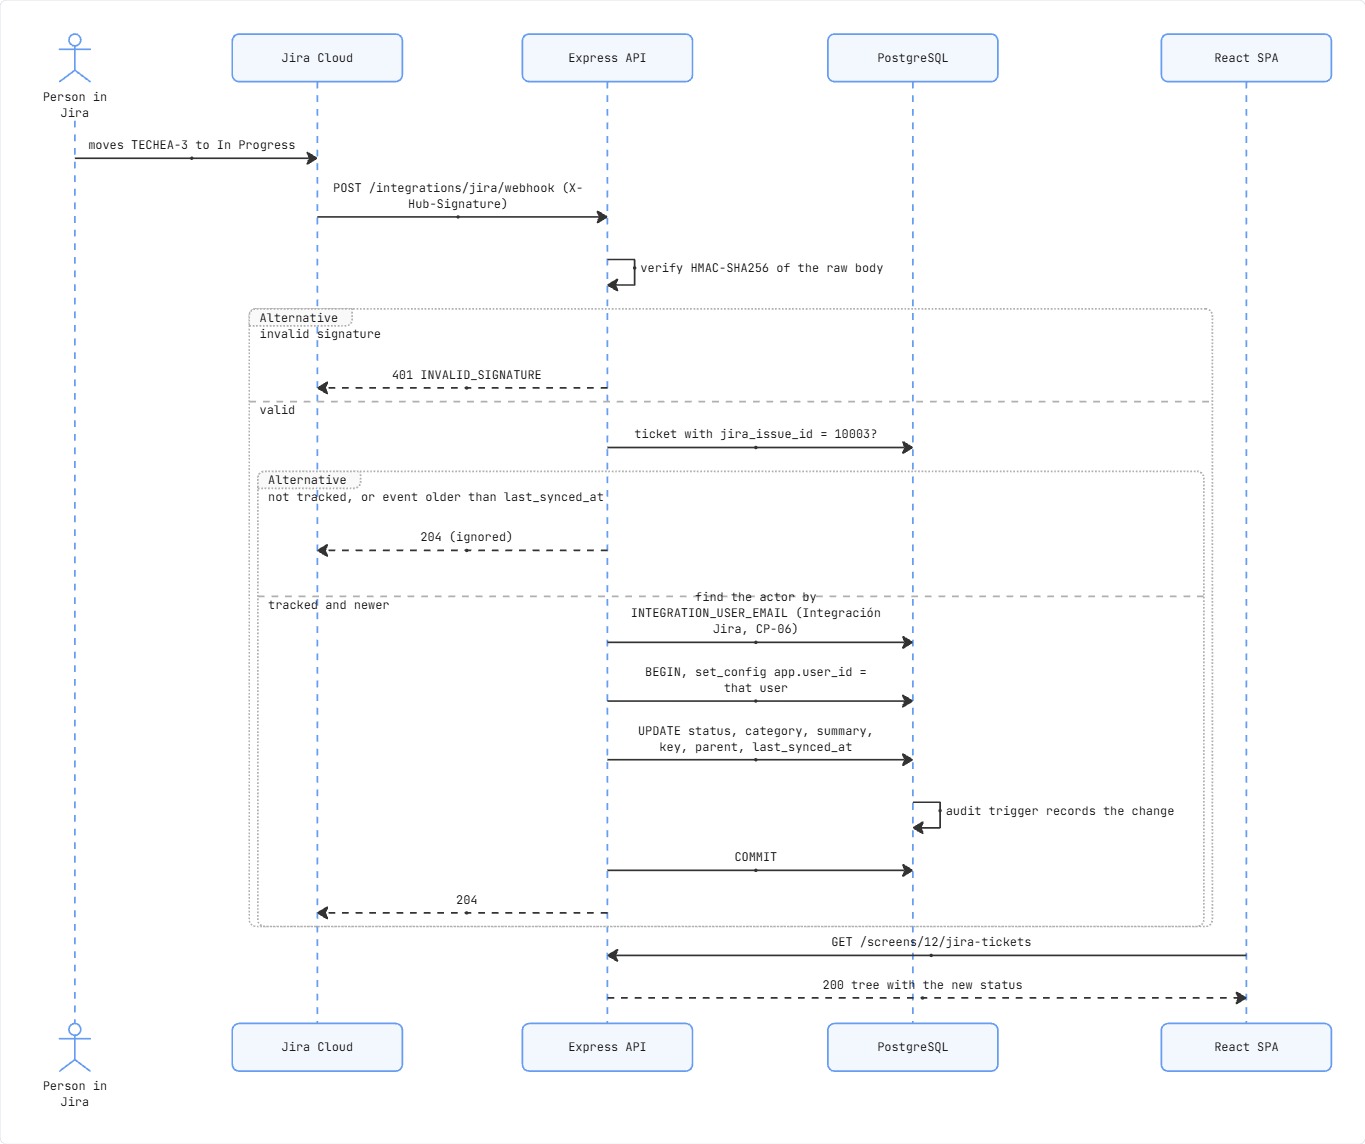 Jira Cloud
Express API
PostgreSQL
React SPA
Person in
Jira
moves TECHEA-3 to In Progress
POST /integrations/jira/webhook (X-
Hub-Signature)
verify HMAC-SHA256 of the raw body
Alternative
invalid signature
401 INVALID_SIGNATURE
valid
ticket with jira_issue_id = 10003?
Alternative
not tracked, or event older than last_synced_at
204 (ignored)
find the actor by
tracked and newer
INTEGRATION_USER_EMAIL (Integración
Jira, CP-06)
BEGIN, set_config app.user_id =
that user
UPDATE status, category, summary,
key, parent, last_synced_at
audit trigger records the change
COMMIT
204
GET /screens/12/jira-tickets
200 tree with the new status
Jira Cloud
Express API
PostgreSQL
React SPA
Person in
Jira